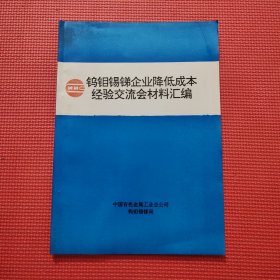 钨钼锡锑企业降低成本
经验交流会材料汇编
中国有色金属工业总公司
钨钼锡锑局